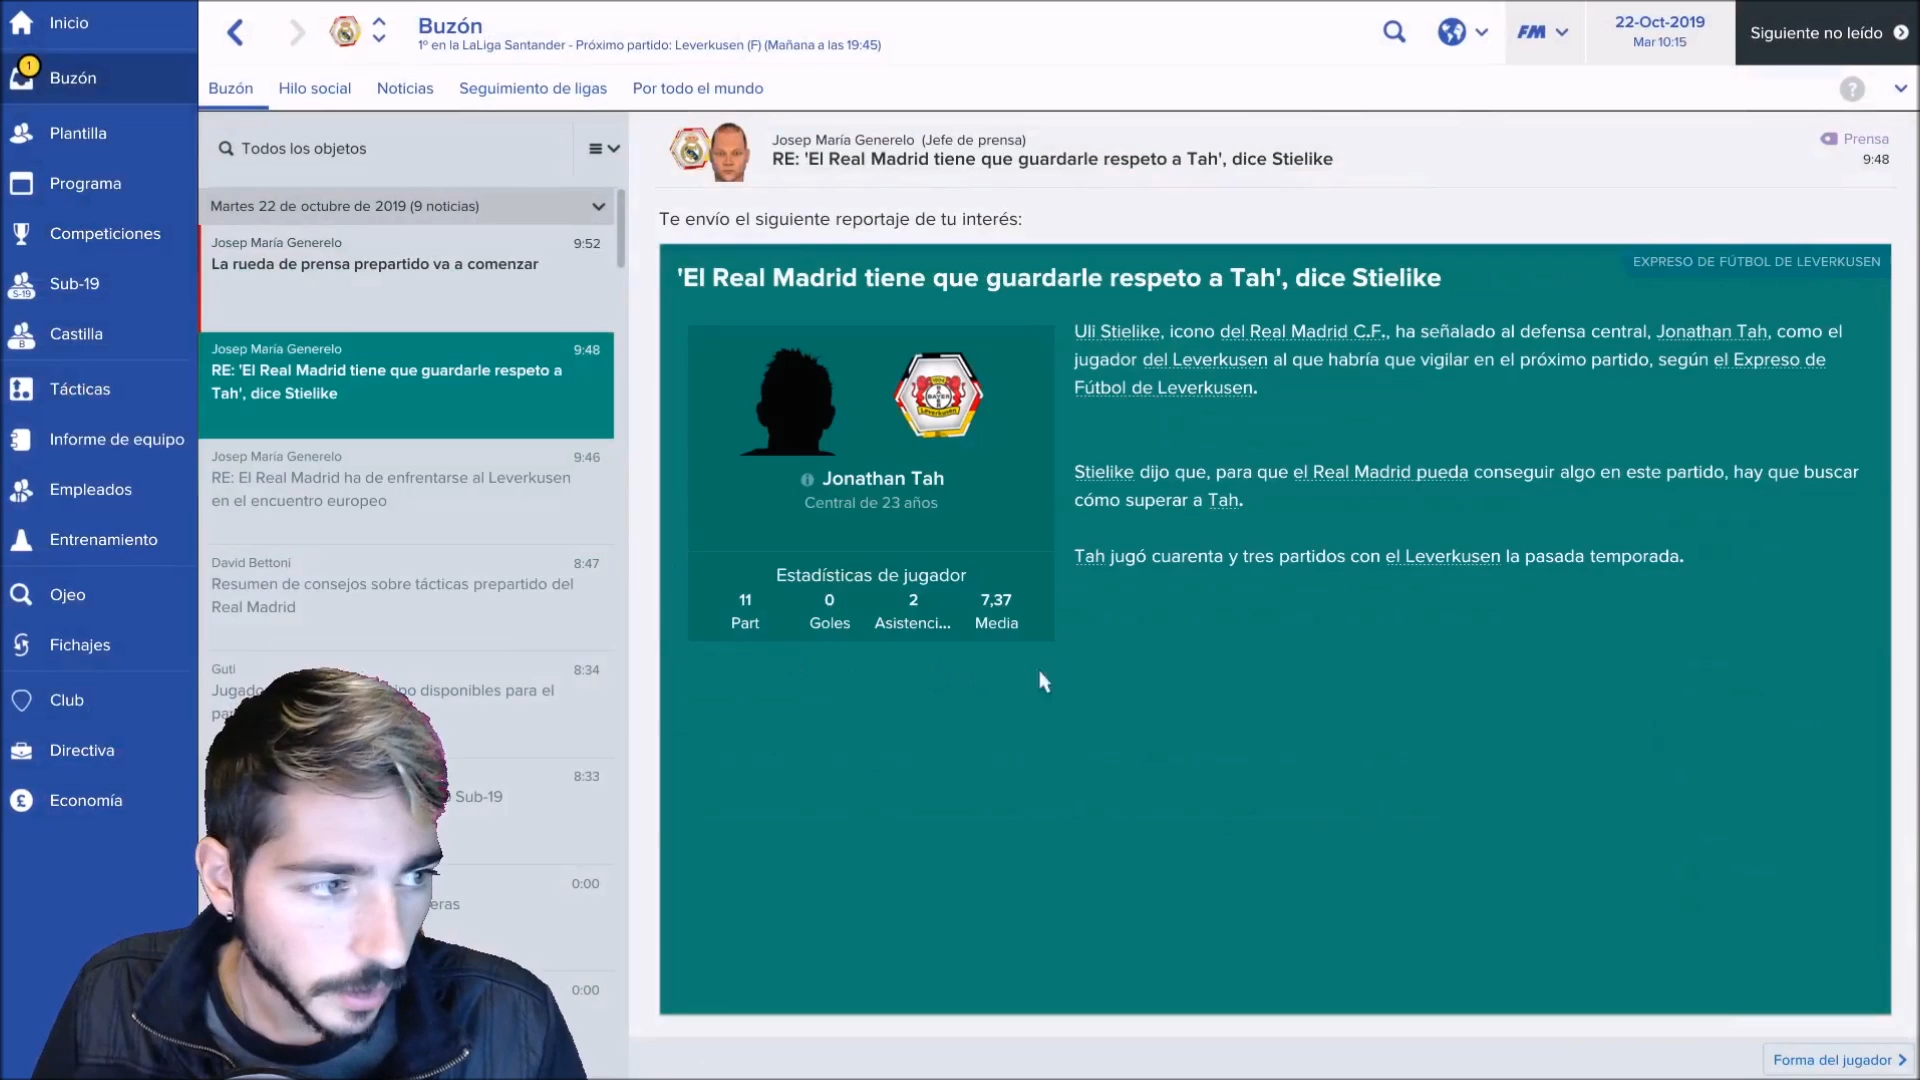 Inicio
1
Buzón
Plantilla
Programa
Competiciones
S-19
Sub-19
B
Castilla
Tácticas
Informe de equipo
Empleados
Entrenamiento
Ojeo
Fichajes
Club
Directiva
£
Economía
Buzón
1º en la LaLiga Santander - Próximo partido: Leverkusen (F) (Mañana a las 19:45)
FM
22-Oct-2019
Mar 10:15
Siguiente no leído
Buzón
Hilo social
Noticias
Seguimiento de ligas
Por todo el mundo
?
Todos los objetos
Martes 22 de octubre de 2019 (9 noticias)
Josep María Generelo 9:52
La rueda de prensa prepartido va a comenzar
Josep María Generelo 9:48
RE: 'El Real Madrid tiene que guardarle respeto a
Tah', dice Stielike
Josep María Generelo 9:46
RE: El Real Madrid ha de enfrentarse al Leverkusen
en el encuentro europeo
David Bettoni 8:47
Resumen de consejos sobre tácticas prepartido del
Real Madrid
Guti 8:34
disponibles para el
8:33
Sub-19
0:00
0:00
Josep María Generelo (Jefe de prensa)
RE: 'El Real Madrid tiene que guardarle respeto a Tah', dice Stielike
Prensa
9:48
Te envío el siguiente reportaje de tu interés:
EXPRESO DE FÚTBOL DE LEVERKUSEN
'El Real Madrid tiene que guardarle respeto a Tah', dice Stielike
Jonathan Tah
Central de 23 años
Estadísticas de jugador
11 0 2 7,37
Part Goles Asistenci... Media
Uli Stielike, icono del Real Madrid C.F., ha señalado al defensa central, Jonathan Tah, como el
jugador del Leverkusen al que habría que vigilar en el próximo partido, según el Expreso de
Fútbol de Leverkusen.
Stielike dijo que, para que el Real Madrid pueda conseguir algo en este partido, hay que buscar
cómo superar a Tah.
Tah jugó cuarenta y tres partidos con el Leverkusen la pasada temporada.
Forma del jugador